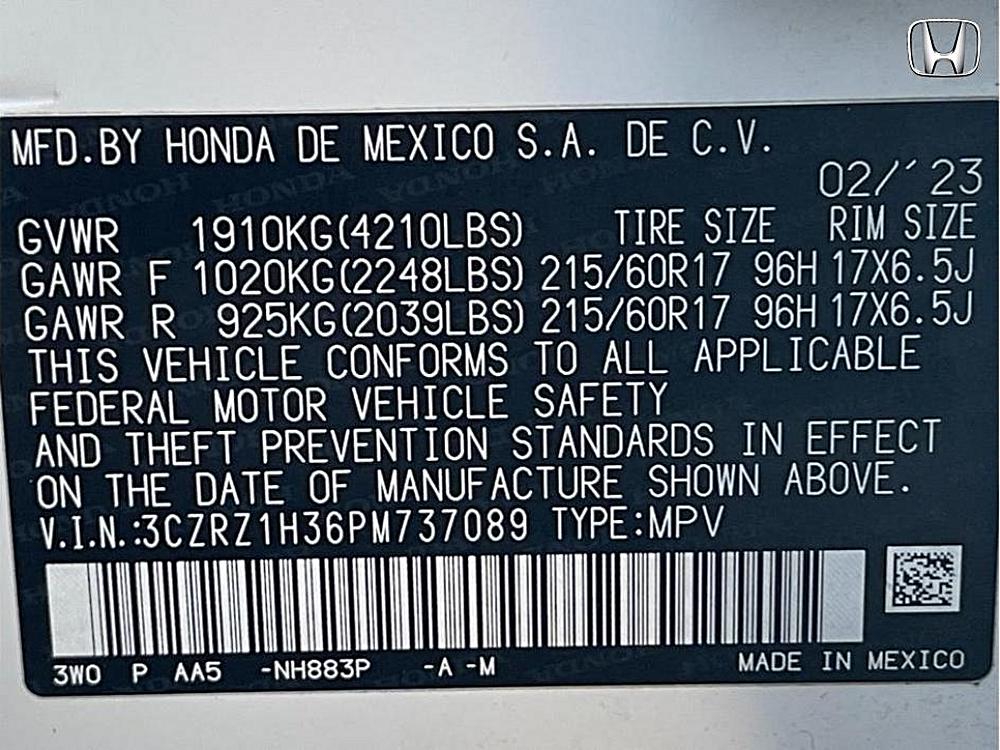 MFD.BY HONDA DE MEXICO S.A. DE C.V.
02/´23
GVWR 1910KG(4210LBS) TIRE SIZE RIM SIZE
GAWR F 1020KG(2248LBS) 215/60R17 96H 17X6.5J
GAWR R 925KG(2039LBS) 215/60R17 96H 17X6.5J
THIS VEHICLE CONFORMS TO ALL APPLICABLE
FEDERAL MOTOR VEHICLE SAFETY
AND THEFT PREVENTION STANDARDS IN EFFECT
ON THE DATE OF MANUFACTURE SHOWN ABOVE.
V.I.N.:3CZRZ1H36PM737089 TYPE:MPV
3W0 P AA5 -NH883P -A -M MADE IN MEXICO